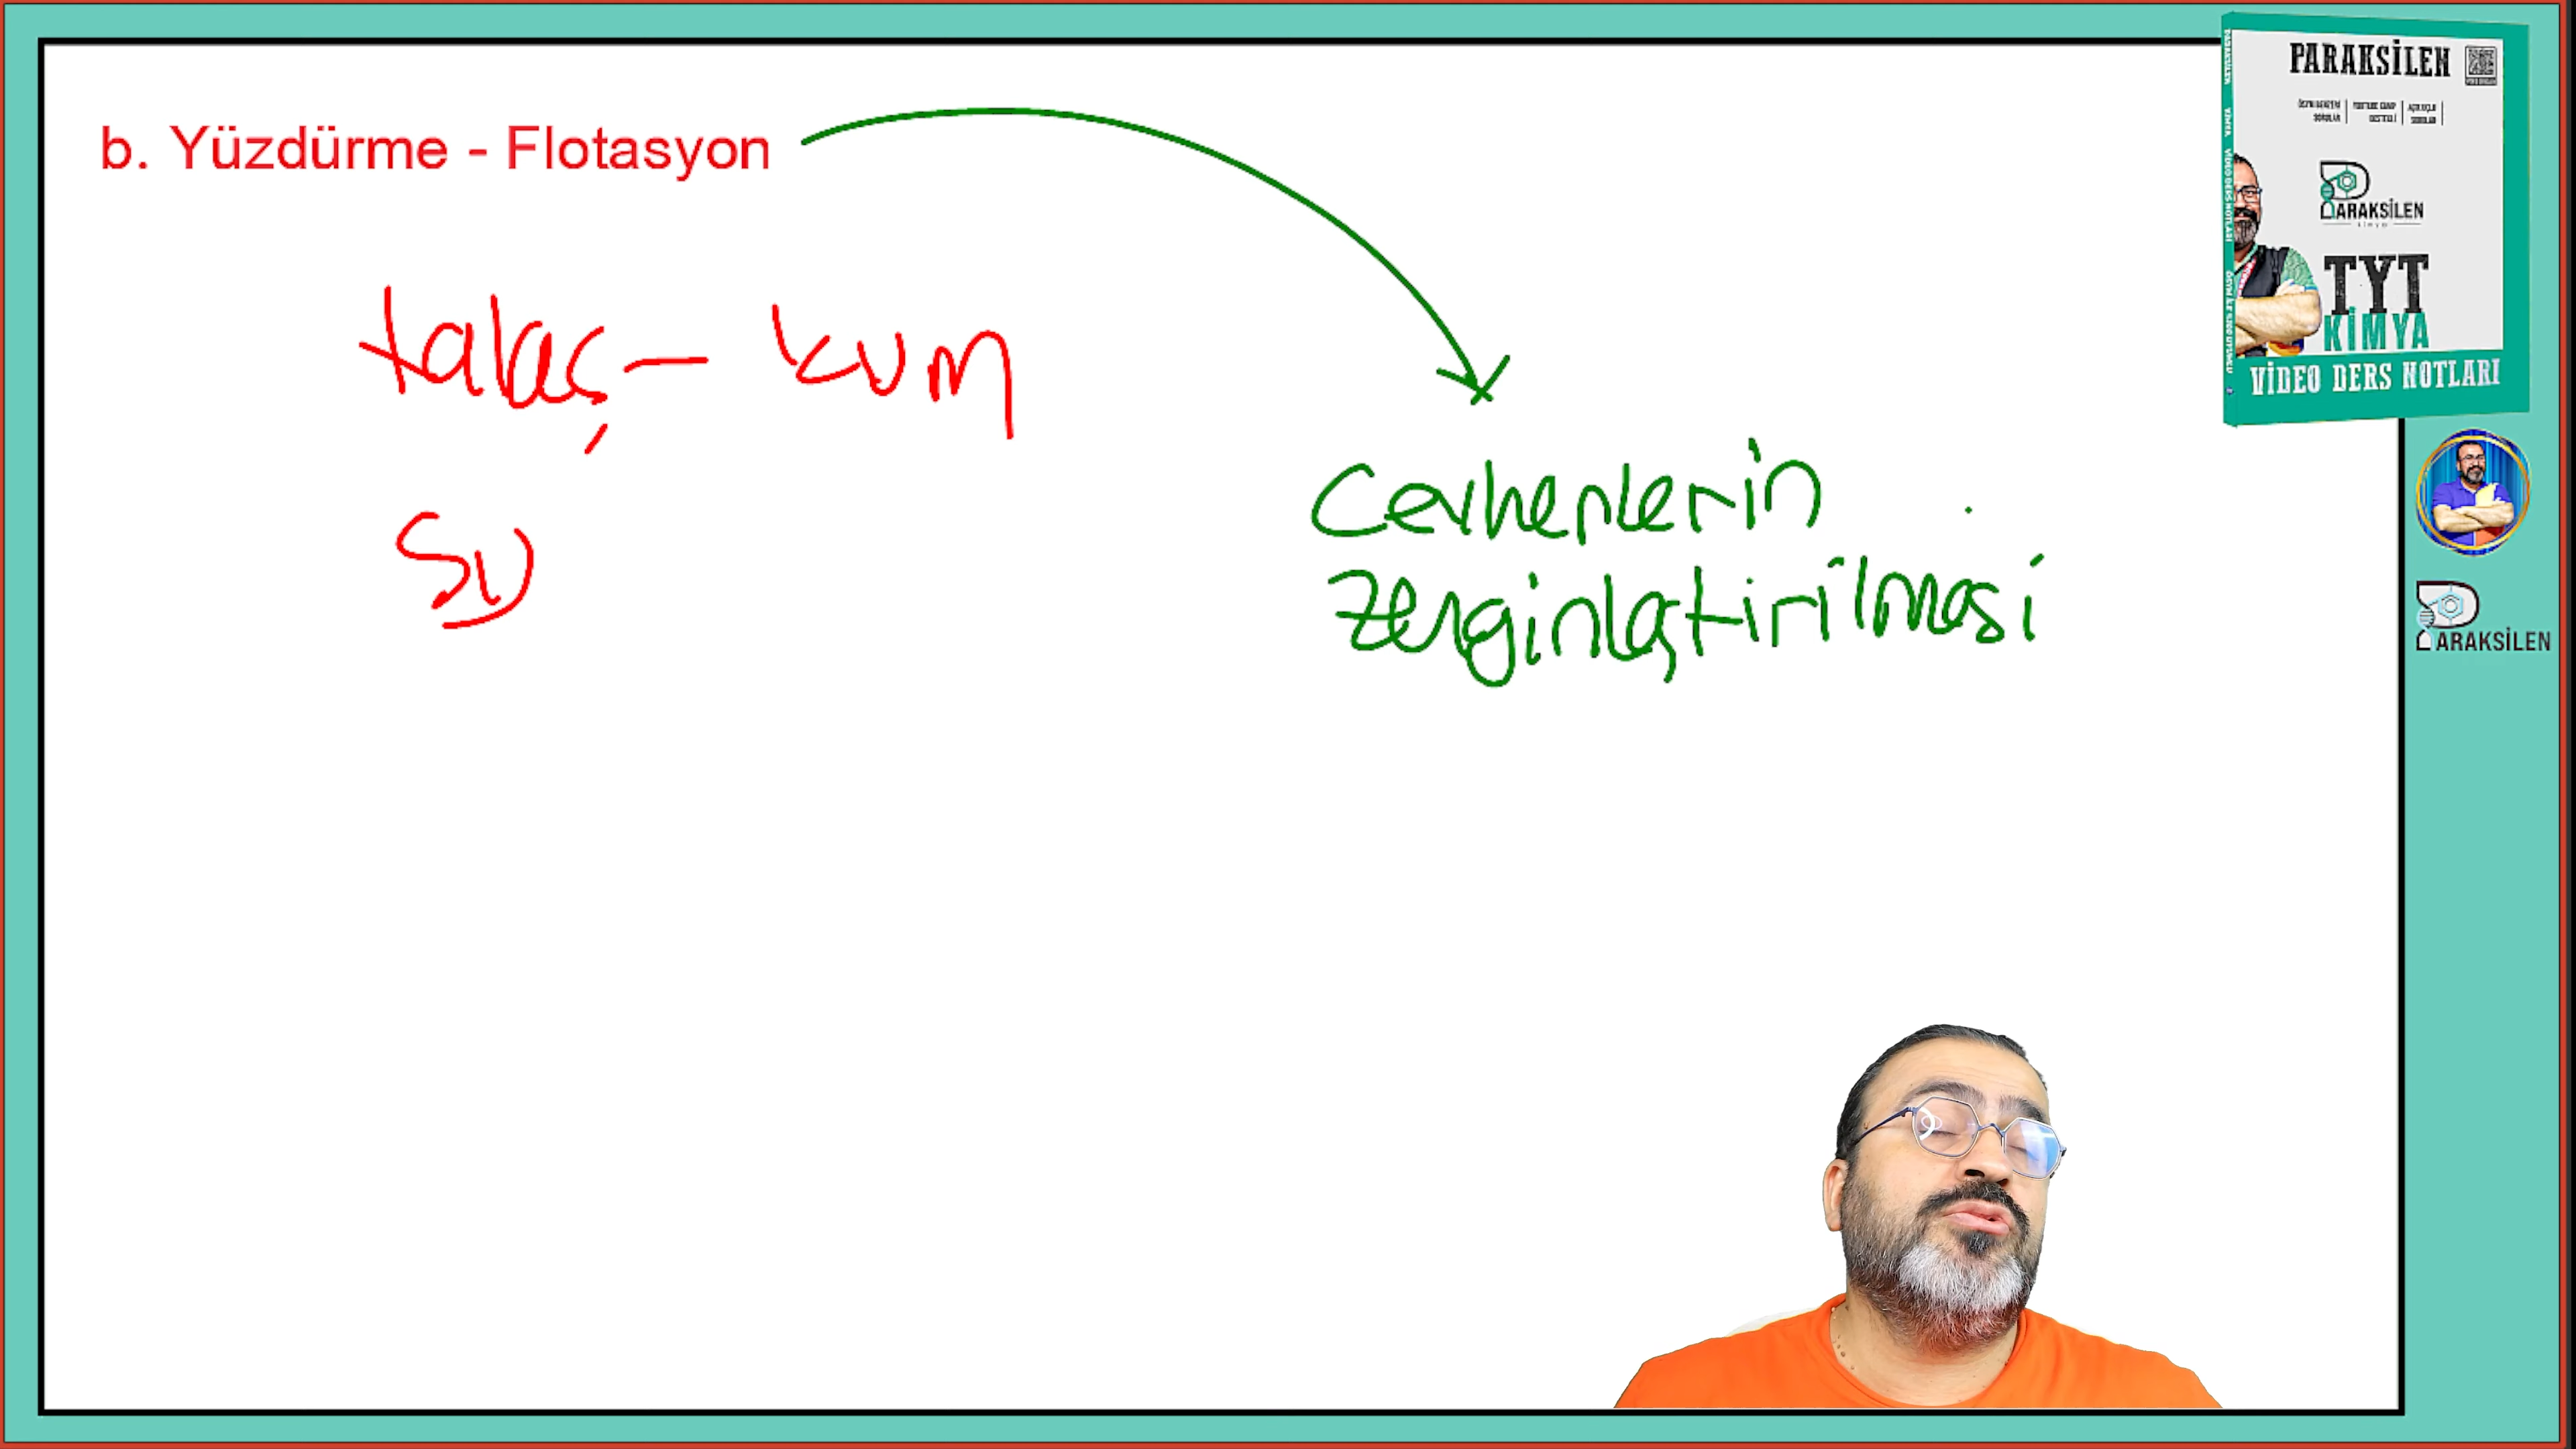 b. Yüzdürme - Flotasyon
talaş - kum
su
Cevherlerin
zenginleştirilmesi
PARAKSİLEN
PARAKSİLEN
kimya
TYT
KİMYA
VİDEO DERS NOTLARI
PARAKSİLEN